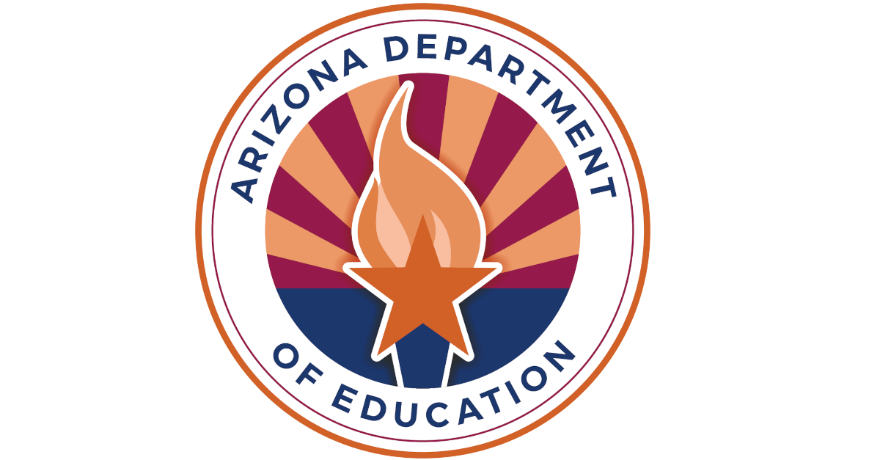 ARIZONA DEPARTMENT
OF EDUCATION